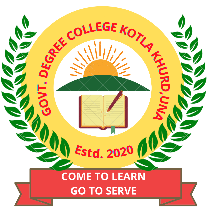 GOVT. DEGREE COLLEGE KOTLA KHURD,UNA
Estd. 2020
COME TO LEARN
GO TO SERVE